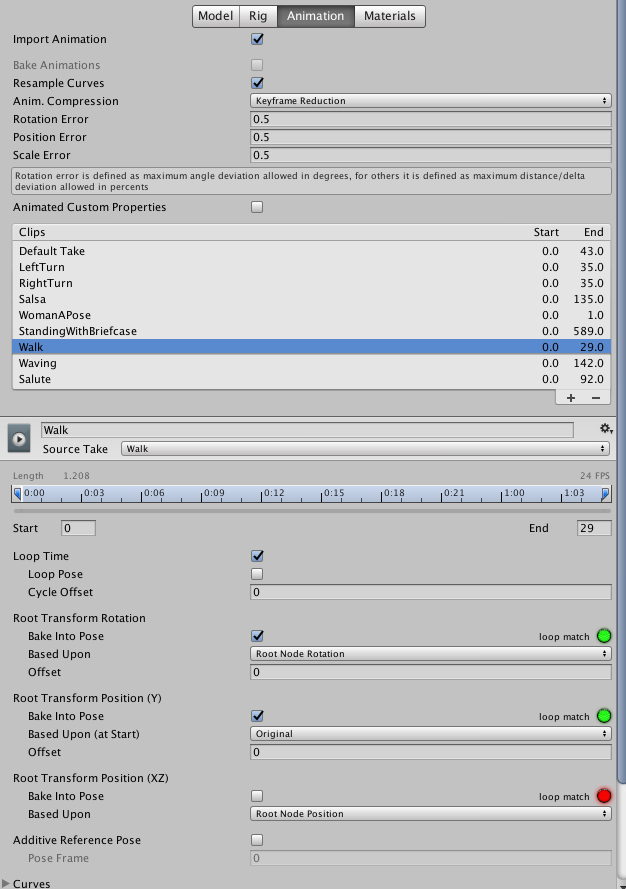 Model Rig Animation Materials
Import Animation
Bake Animations
Resample Curves
Anim. Compression Keyframe Reduction
Rotation Error 0.5
Position Error 0.5
Scale Error 0.5
Rotation error is defined as maximum angle deviation allowed in degrees, for others it is defined as maximum distance/delta
deviation allowed in percents
Animated Custom Properties
Clips Start End
Default Take 0.0 43.0
LeftTurn 0.0 35.0
RightTurn 0.0 35.0
Salsa 0.0 135.0
WomanAPose 0.0 1.0
StandingWithBriefcase 0.0 589.0
Walk 0.0 29.0
Waving 0.0 142.0
Salute 0.0 92.0
+ −
Walk
Source Take Walk
Length 1.208 24 FPS
0:00 0:03 0:06 0:09 0:12 0:15 0:18 0:21 1:00 1:03
Start 0 End 29
Loop Time
Loop Pose
Cycle Offset 0
Root Transform Rotation
Bake Into Pose loop match
Based Upon Root Node Rotation
Offset 0
Root Transform Position (Y)
Bake Into Pose loop match
Based Upon (at Start) Original
Offset 0
Root Transform Position (XZ)
Bake Into Pose loop match
Based Upon Root Node Position
Additive Reference Pose
Pose Frame 0
Curves